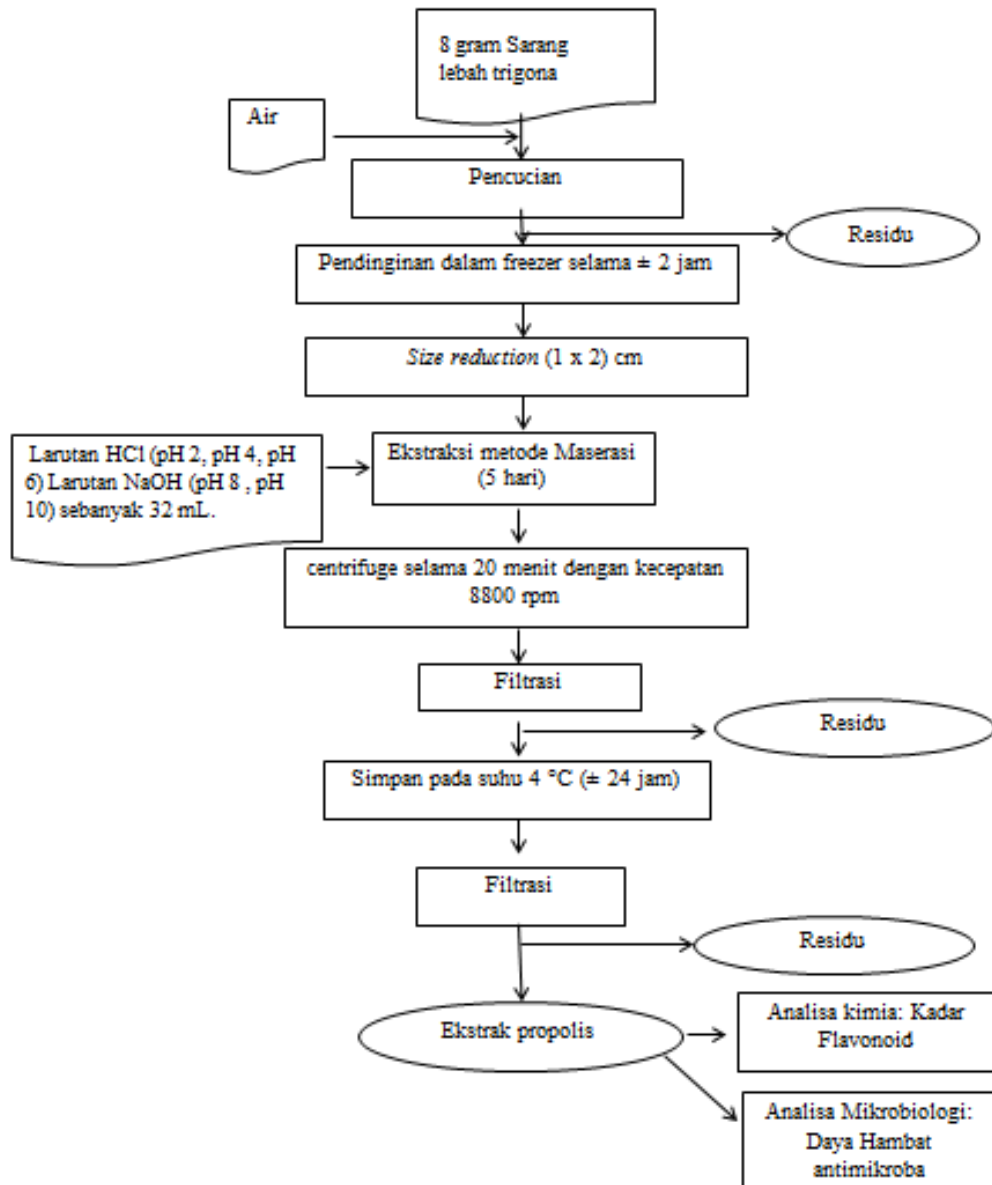 8 gram Sarang
lebah trigona
Air
Pencucian
Residu
Pendinginan dalam freezer selama ± 2 jam
Size reduction (1 x 2) cm
Larutan HCl (pH 2, pH 4, pH
6) Larutan NaOH (pH 8 , pH
10) sebanyak 32 mL.
Ekstraksi metode Maserasi
(5 hari)
centrifuge selama 20 menit dengan kecepatan
8800 rpm
Filtrasi
Residu
Simpan pada suhu 4 °C (± 24 jam)
Filtrasi
Residu
Ekstrak propolis
Analisa kimia: Kadar
Flavonoid
Analisa Mikrobiologi:
Daya Hambat
antimikroba